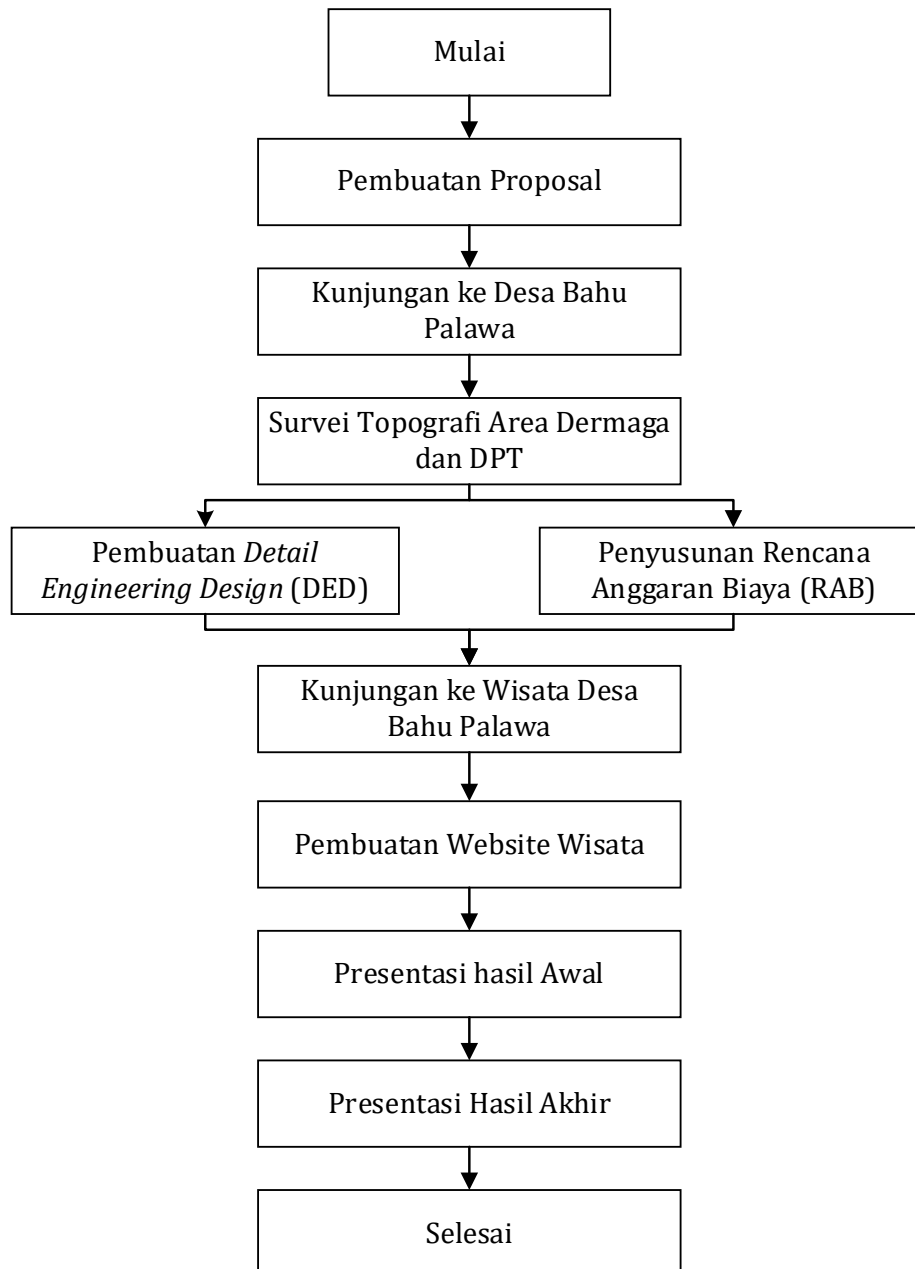 Mulai
Pembuatan Proposal
Kunjungan ke Desa Bahu
Palawa
Survei Topografi Area Dermaga
dan DPT
Pembuatan Detail
Engineering Design (DED)
Penyusunan Rencana
Anggaran Biaya (RAB)
Kunjungan ke Wisata Desa
Bahu Palawa
Pembuatan Website Wisata
Presentasi hasil Awal
Presentasi Hasil Akhir
Selesai